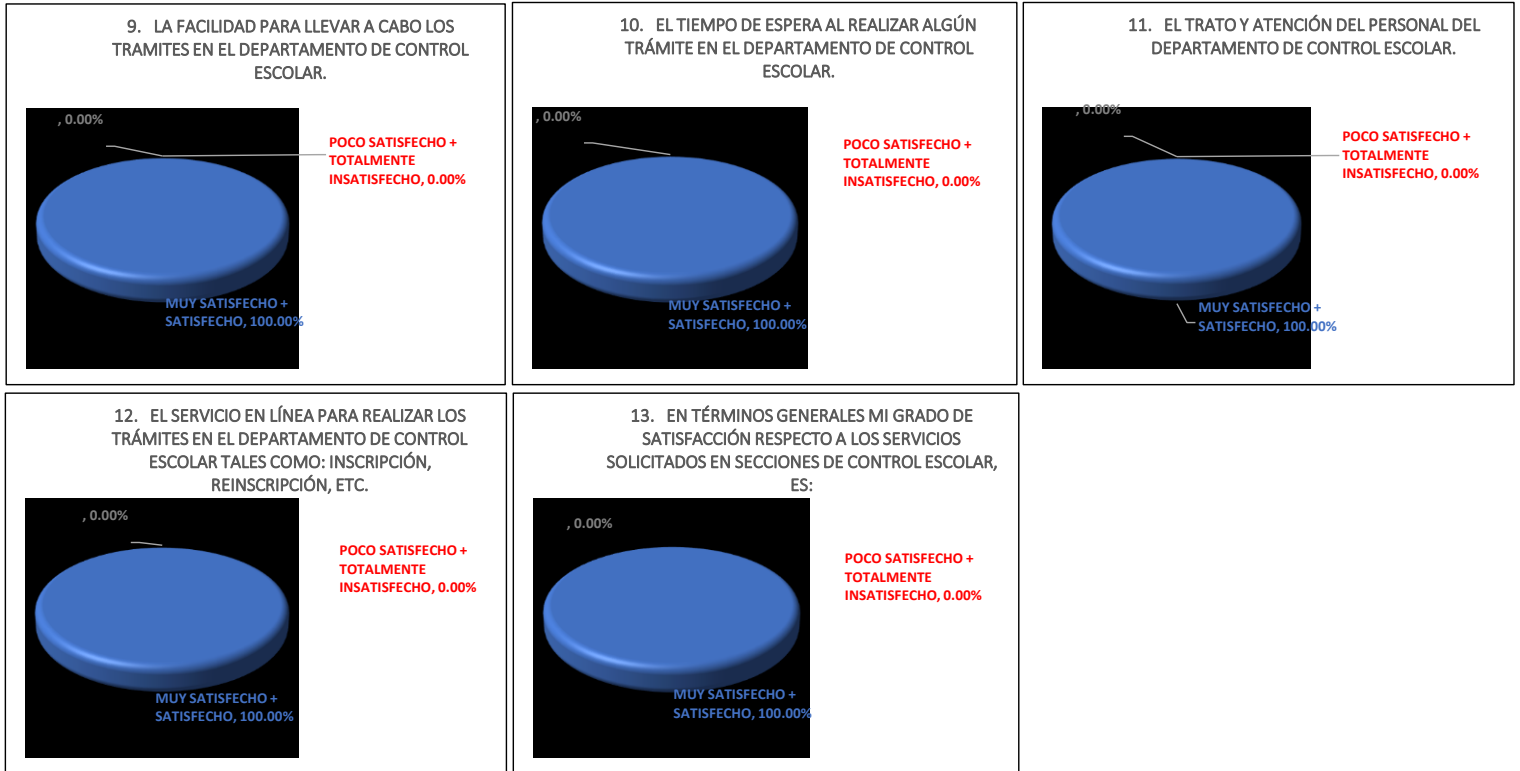 9. LA FACILIDAD PARA LLEVAR A CABO LOS
TRAMITES EN EL DEPARTAMENTO DE CONTROL
ESCOLAR.
, 0.00%
POCO SATISFECHO +
TOTALMENTE
INSATISFECHO, 0.00%
MUY SATISFECHO +
SATISFECHO, 100.00%
10. EL TIEMPO DE ESPERA AL REALIZAR ALGÚN
TRÁMITE EN EL DEPARTAMENTO DE CONTROL
ESCOLAR.
, 0.00%
POCO SATISFECHO +
TOTALMENTE
INSATISFECHO, 0.00%
MUY SATISFECHO +
SATISFECHO, 100.00%
11. EL TRATO Y ATENCIÓN DEL PERSONAL DEL
DEPARTAMENTO DE CONTROL ESCOLAR.
, 0.00%
POCO SATISFECHO +
TOTALMENTE
INSATISFECHO, 0.00%
MUY SATISFECHO +
SATISFECHO, 100.00%
12. EL SERVICIO EN LÍNEA PARA REALIZAR LOS
TRÁMITES EN EL DEPARTAMENTO DE CONTROL
ESCOLAR TALES COMO: INSCRIPCIÓN,
REINSCRIPCIÓN, ETC.
, 0.00%
POCO SATISFECHO +
TOTALMENTE
INSATISFECHO, 0.00%
MUY SATISFECHO +
SATISFECHO, 100.00%
13. EN TÉRMINOS GENERALES MI GRADO DE
SATISFACCIÓN RESPECTO A LOS SERVICIOS
SOLICITADOS EN SECCIONES DE CONTROL ESCOLAR,
ES:
, 0.00%
POCO SATISFECHO +
TOTALMENTE
INSATISFECHO, 0.00%
MUY SATISFECHO +
SATISFECHO, 100.00%